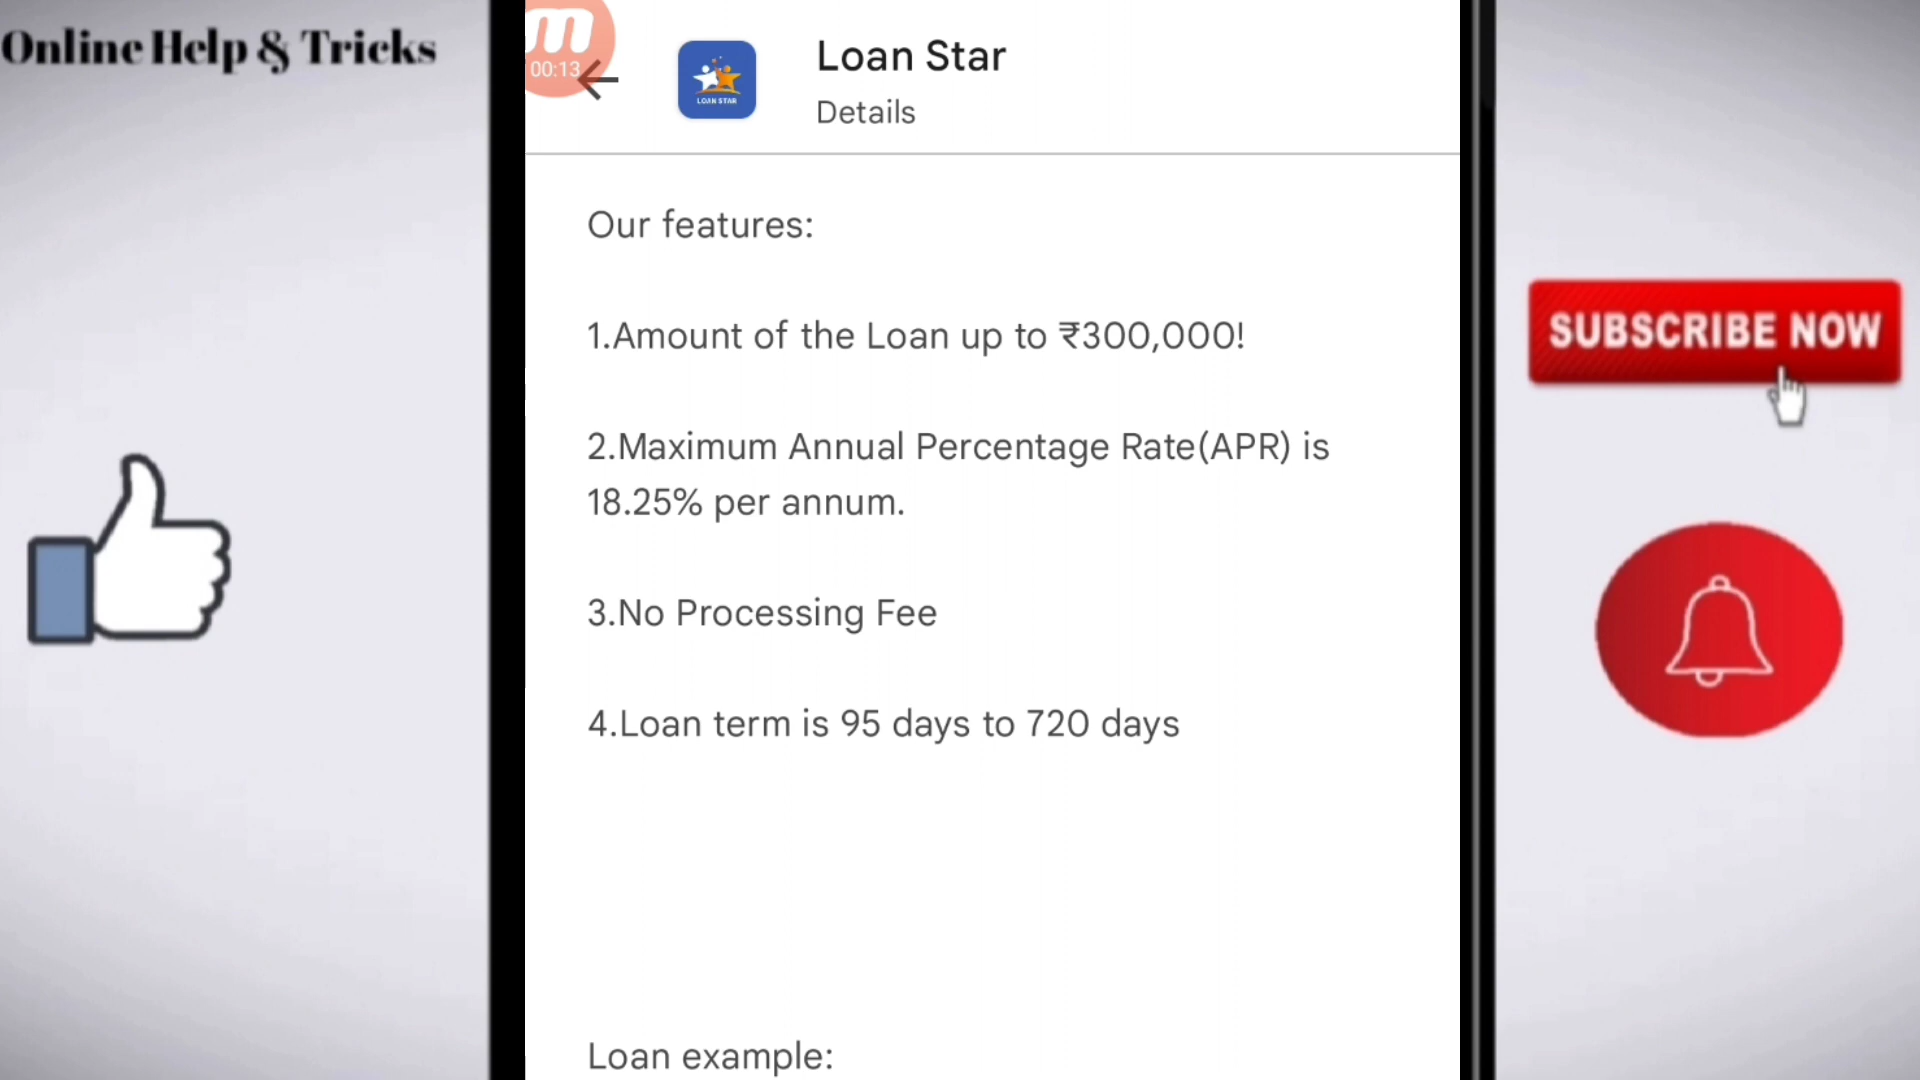 Online Help & Tricks
00:13
LOAN STAR
Loan Star
Details
Our features:
1.Amount of the Loan up to ₹300,000!
2.Maximum Annual Percentage Rate(APR) is
18.25% per annum.
3.No Processing Fee
4.Loan term is 95 days to 720 days
Loan example:
SUBSCRIBE NOW